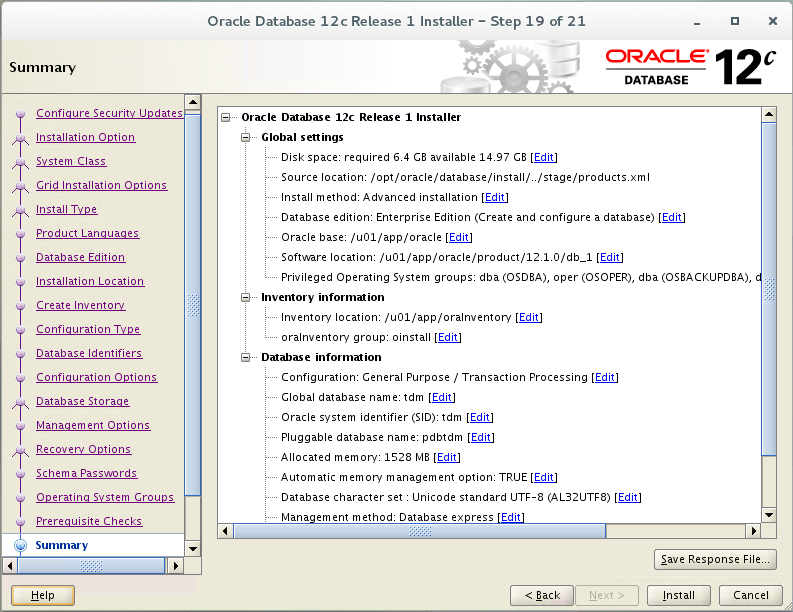 Oracle Database 12c Release 1 Installer – Step 19 of 21
Summary
ORACLE
DATABASE
12c
Configure Security Updates
Installation Option
System Class
Grid Installation Options
Install Type
Product Languages
Database Edition
Installation Location
Create Inventory
Configuration Type
Database Identifiers
Configuration Options
Database Storage
Management Options
Recovery Options
Schema Passwords
Operating System Groups
Prerequisite Checks
Summary
Oracle Database 12c Release 1 Installer
Global settings
Disk space: required 6.4 GB available 14.97 GB [Edit]
Source location: /opt/oracle/database/install/../stage/products.xml
Install method: Advanced installation [Edit]
Database edition: Enterprise Edition (Create and configure a database) [Edit]
Oracle base: /u01/app/oracle [Edit]
Software location: /u01/app/oracle/product/12.1.0/db_1 [Edit]
Privileged Operating System groups: dba (OSDBA), oper (OSOPER), dba (OSBACKUPDBA), d
Inventory information
Inventory location: /u01/app/oraInventory [Edit]
oraInventory group: oinstall [Edit]
Database information
Configuration: General Purpose / Transaction Processing [Edit]
Global database name: tdm [Edit]
Oracle system identifier (SID): tdm [Edit]
Pluggable database name: pdbtdm [Edit]
Allocated memory: 1528 MB [Edit]
Automatic memory management option: TRUE [Edit]
Database character set : Unicode standard UTF-8 (AL32UTF8) [Edit]
Management method: Database express [Edit]
Save Response File...
Help
< Back
Next >
Install
Cancel